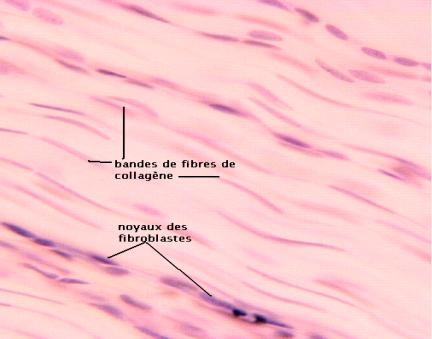 bandes de fibres de
collagène
noyaux des
fibroblastes